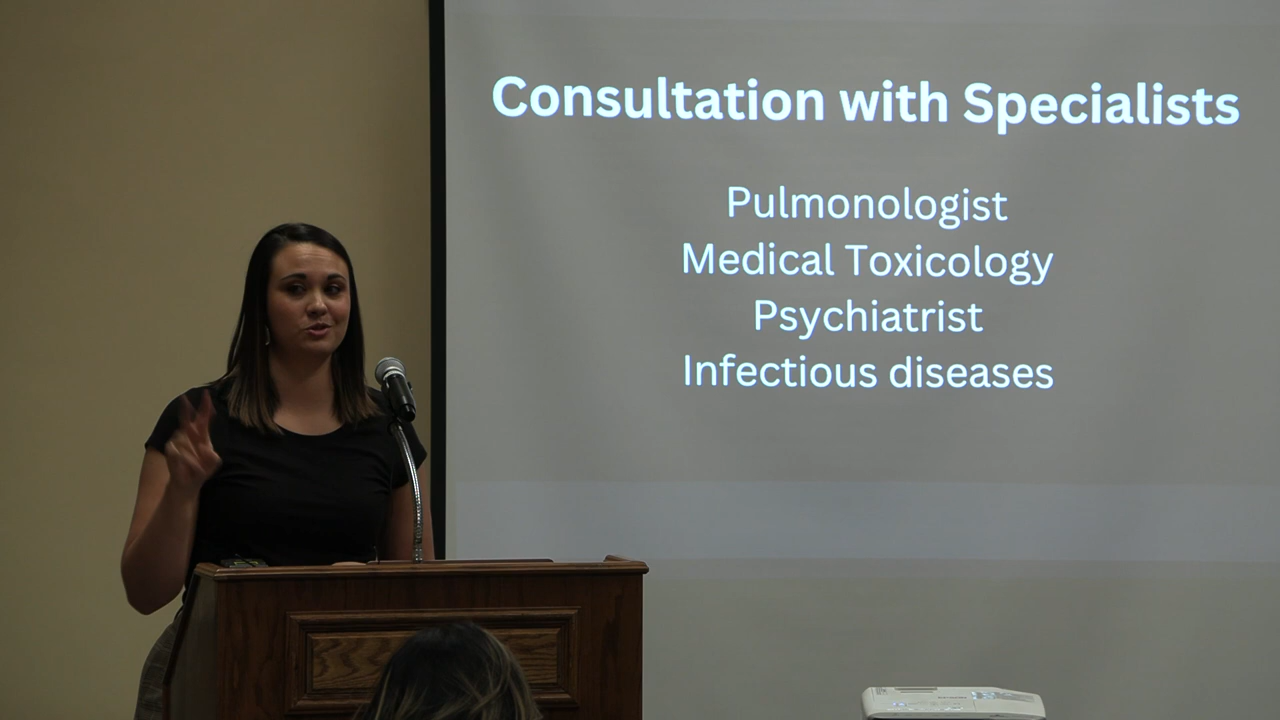 Consultation with Specialists
Pulmonologist
Medical Toxicology
Psychiatrist
Infectious diseases